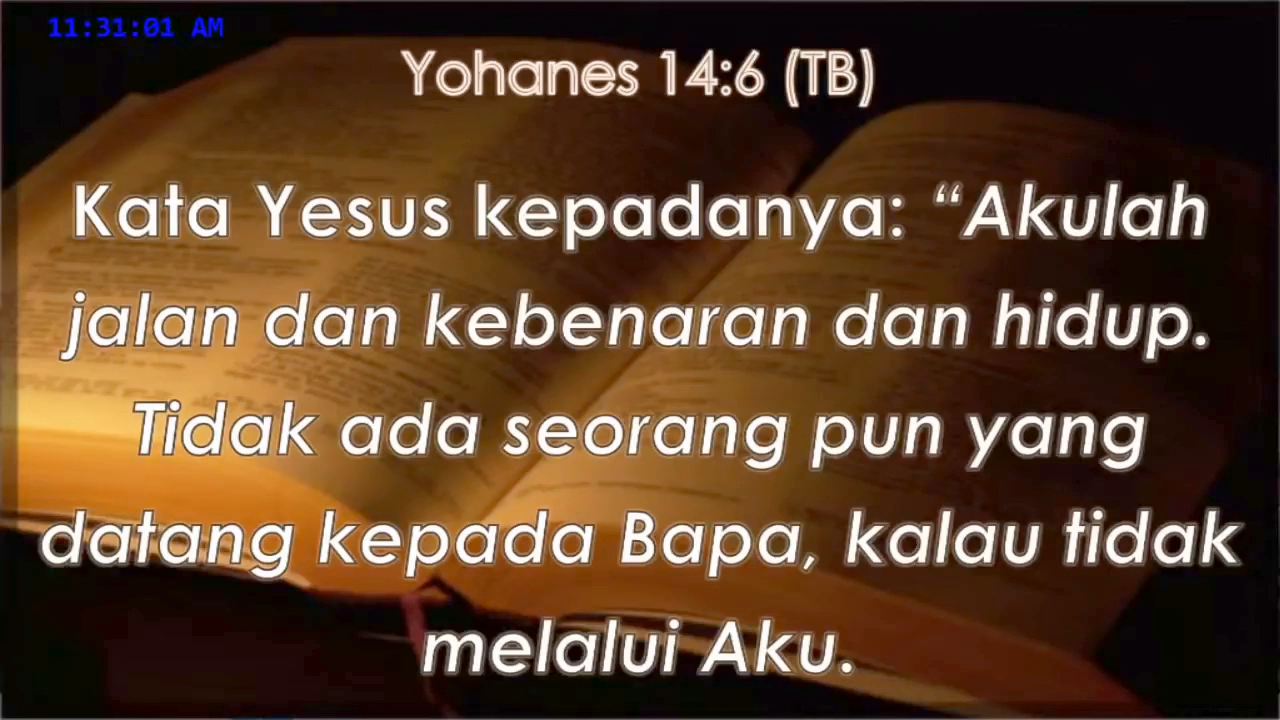 11:31:01 AM
Yohanes 14:6 (TB)
Kata Yesus kepadanya: “Akulah
jalan dan kebenaran dan hidup.
Tidak ada seorang pun yang
datang kepada Bapa, kalau tidak
melalui Aku.